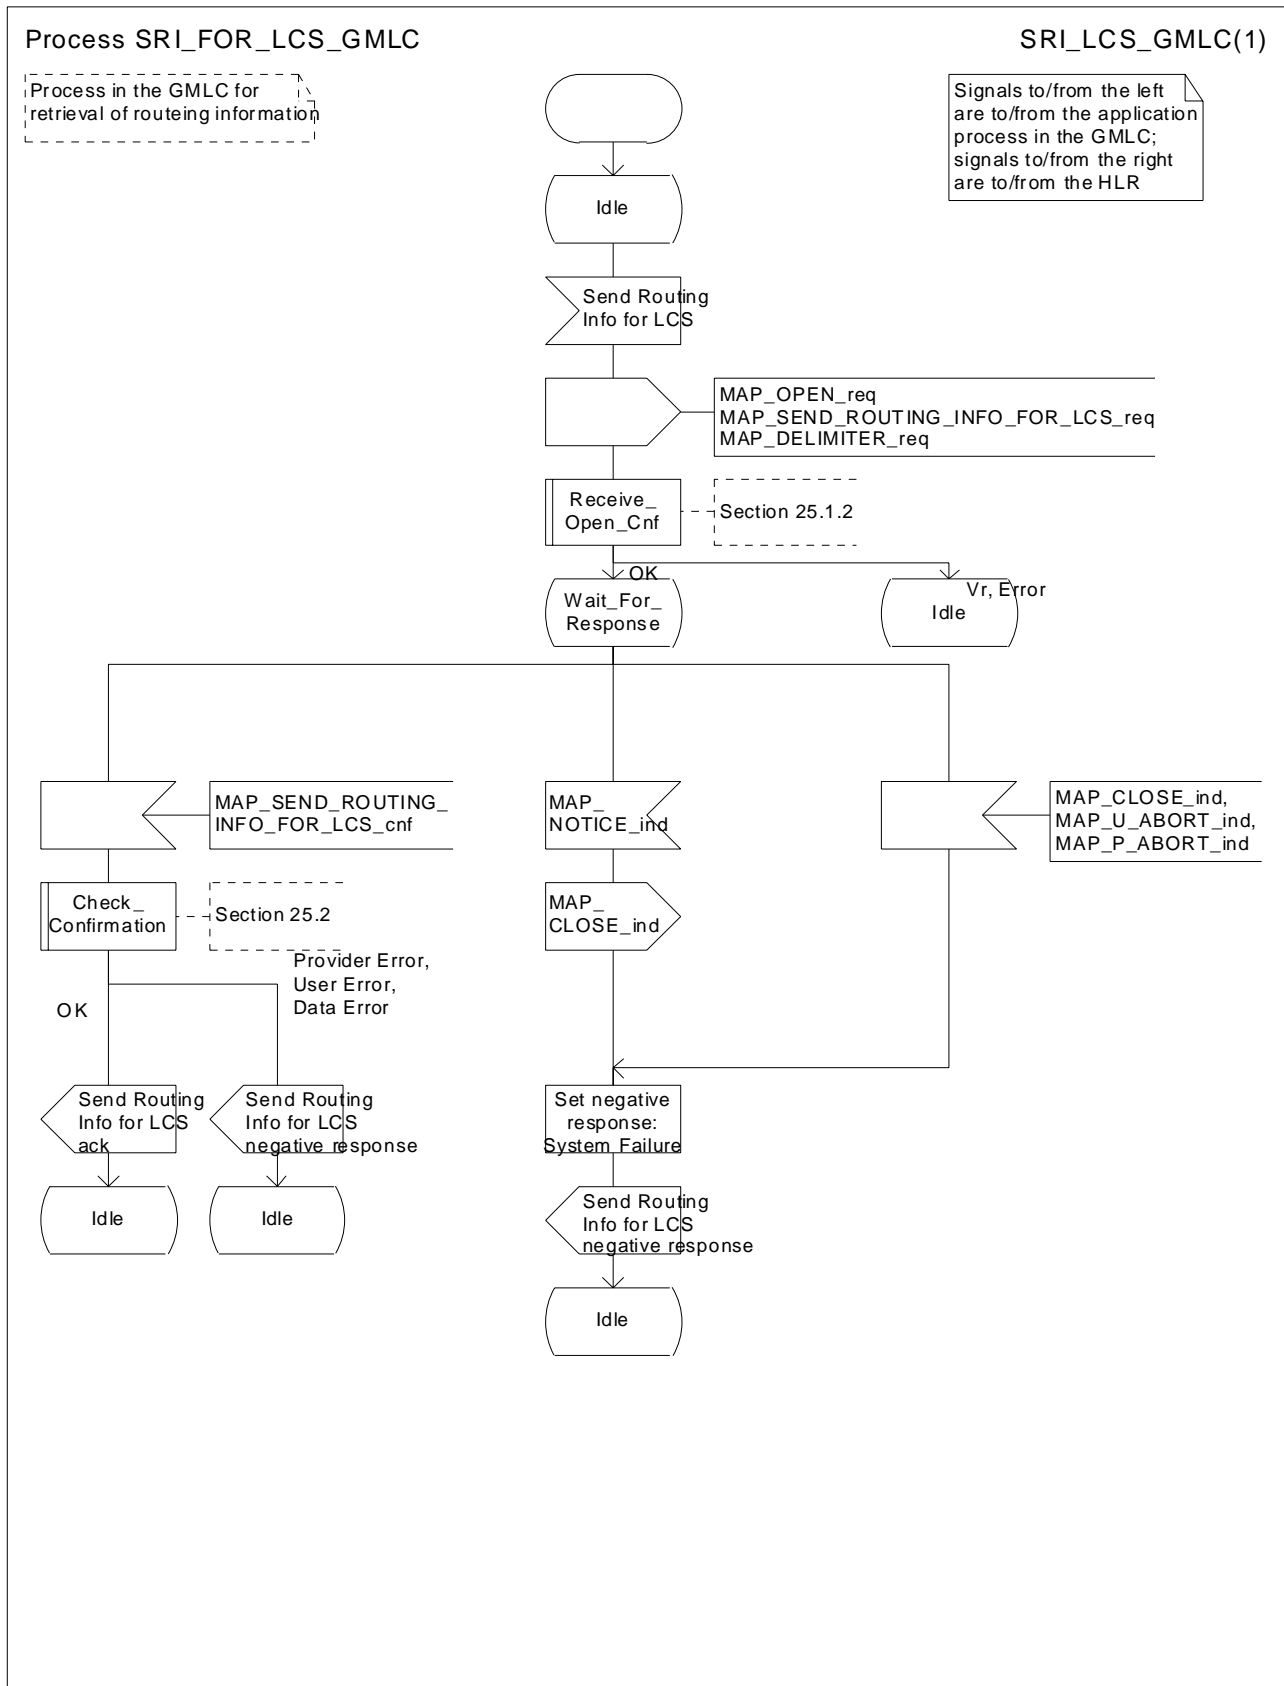 Process SRI_FOR_LCS_GMLC
SRI_LCS_GMLC(1)
Process in the GMLC for
retrieval of routeing information
Signals to/from the left
are to/from the application
process in the GMLC;
signals to/from the right
are to/from the HLR
Idle
Send Routing
Info for LCS
MAP_OPEN_req
MAP_SEND_ROUTING_INFO_FOR_LCS_req
MAP_DELIMITER_req
Receive_
Open_Cnf
Section 25.1.2
OK
Vr, Error
Wait_For_
Response
Idle
MAP_SEND_ROUTING_
INFO_FOR_LCS_cnf
MAP_
NOTICE_ind
MAP_CLOSE_ind,
MAP_U_ABORT_ind,
MAP_P_ABORT_ind
Check_
Confirmation
Section 25.2
MAP_
CLOSE_ind
Provider Error,
User Error,
Data Error
OK
Send Routing
Info for LCS
ack
Send Routing
Info for LCS
negative response
Set negative
response:
System Failure
Idle
Idle
Send Routing
Info for LCS
negative response
Idle